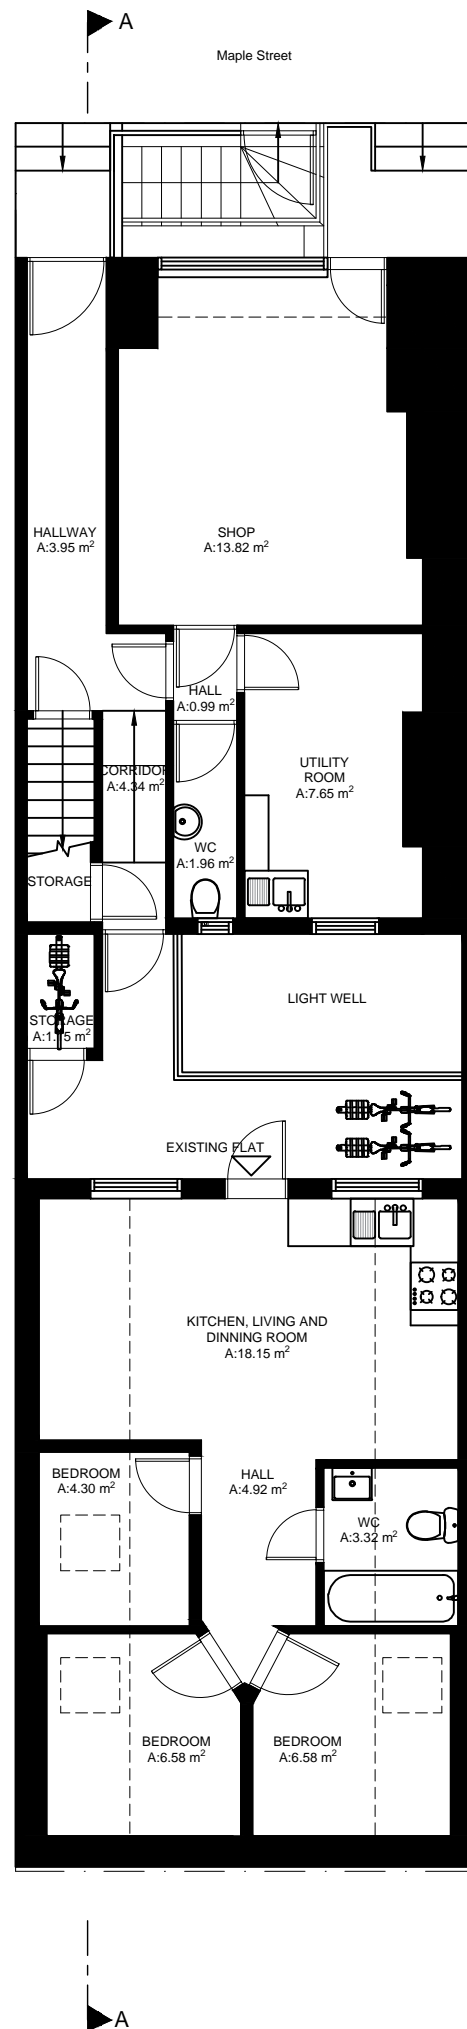 A
Maple Street
HALLWAY
A:3.95 m²
SHOP
A:13.82 m²
HALL
A:0.99 m²
UTILITY
ROOM
A:7.65 m²
CORRIDOR
A:4.34 m²
WC
A:1.96 m²
STORAGE
LIGHT WELL
STORAGE
EXISTING FLAT
KITCHEN, LIVING AND
DINNING ROOM
A:18.15 m²
BEDROOM
A:4.30 m²
HALL
A:4.92 m²
WC
A:3.32 m²
BEDROOM
A:6.58 m²
BEDROOM
A:6.58 m²
A